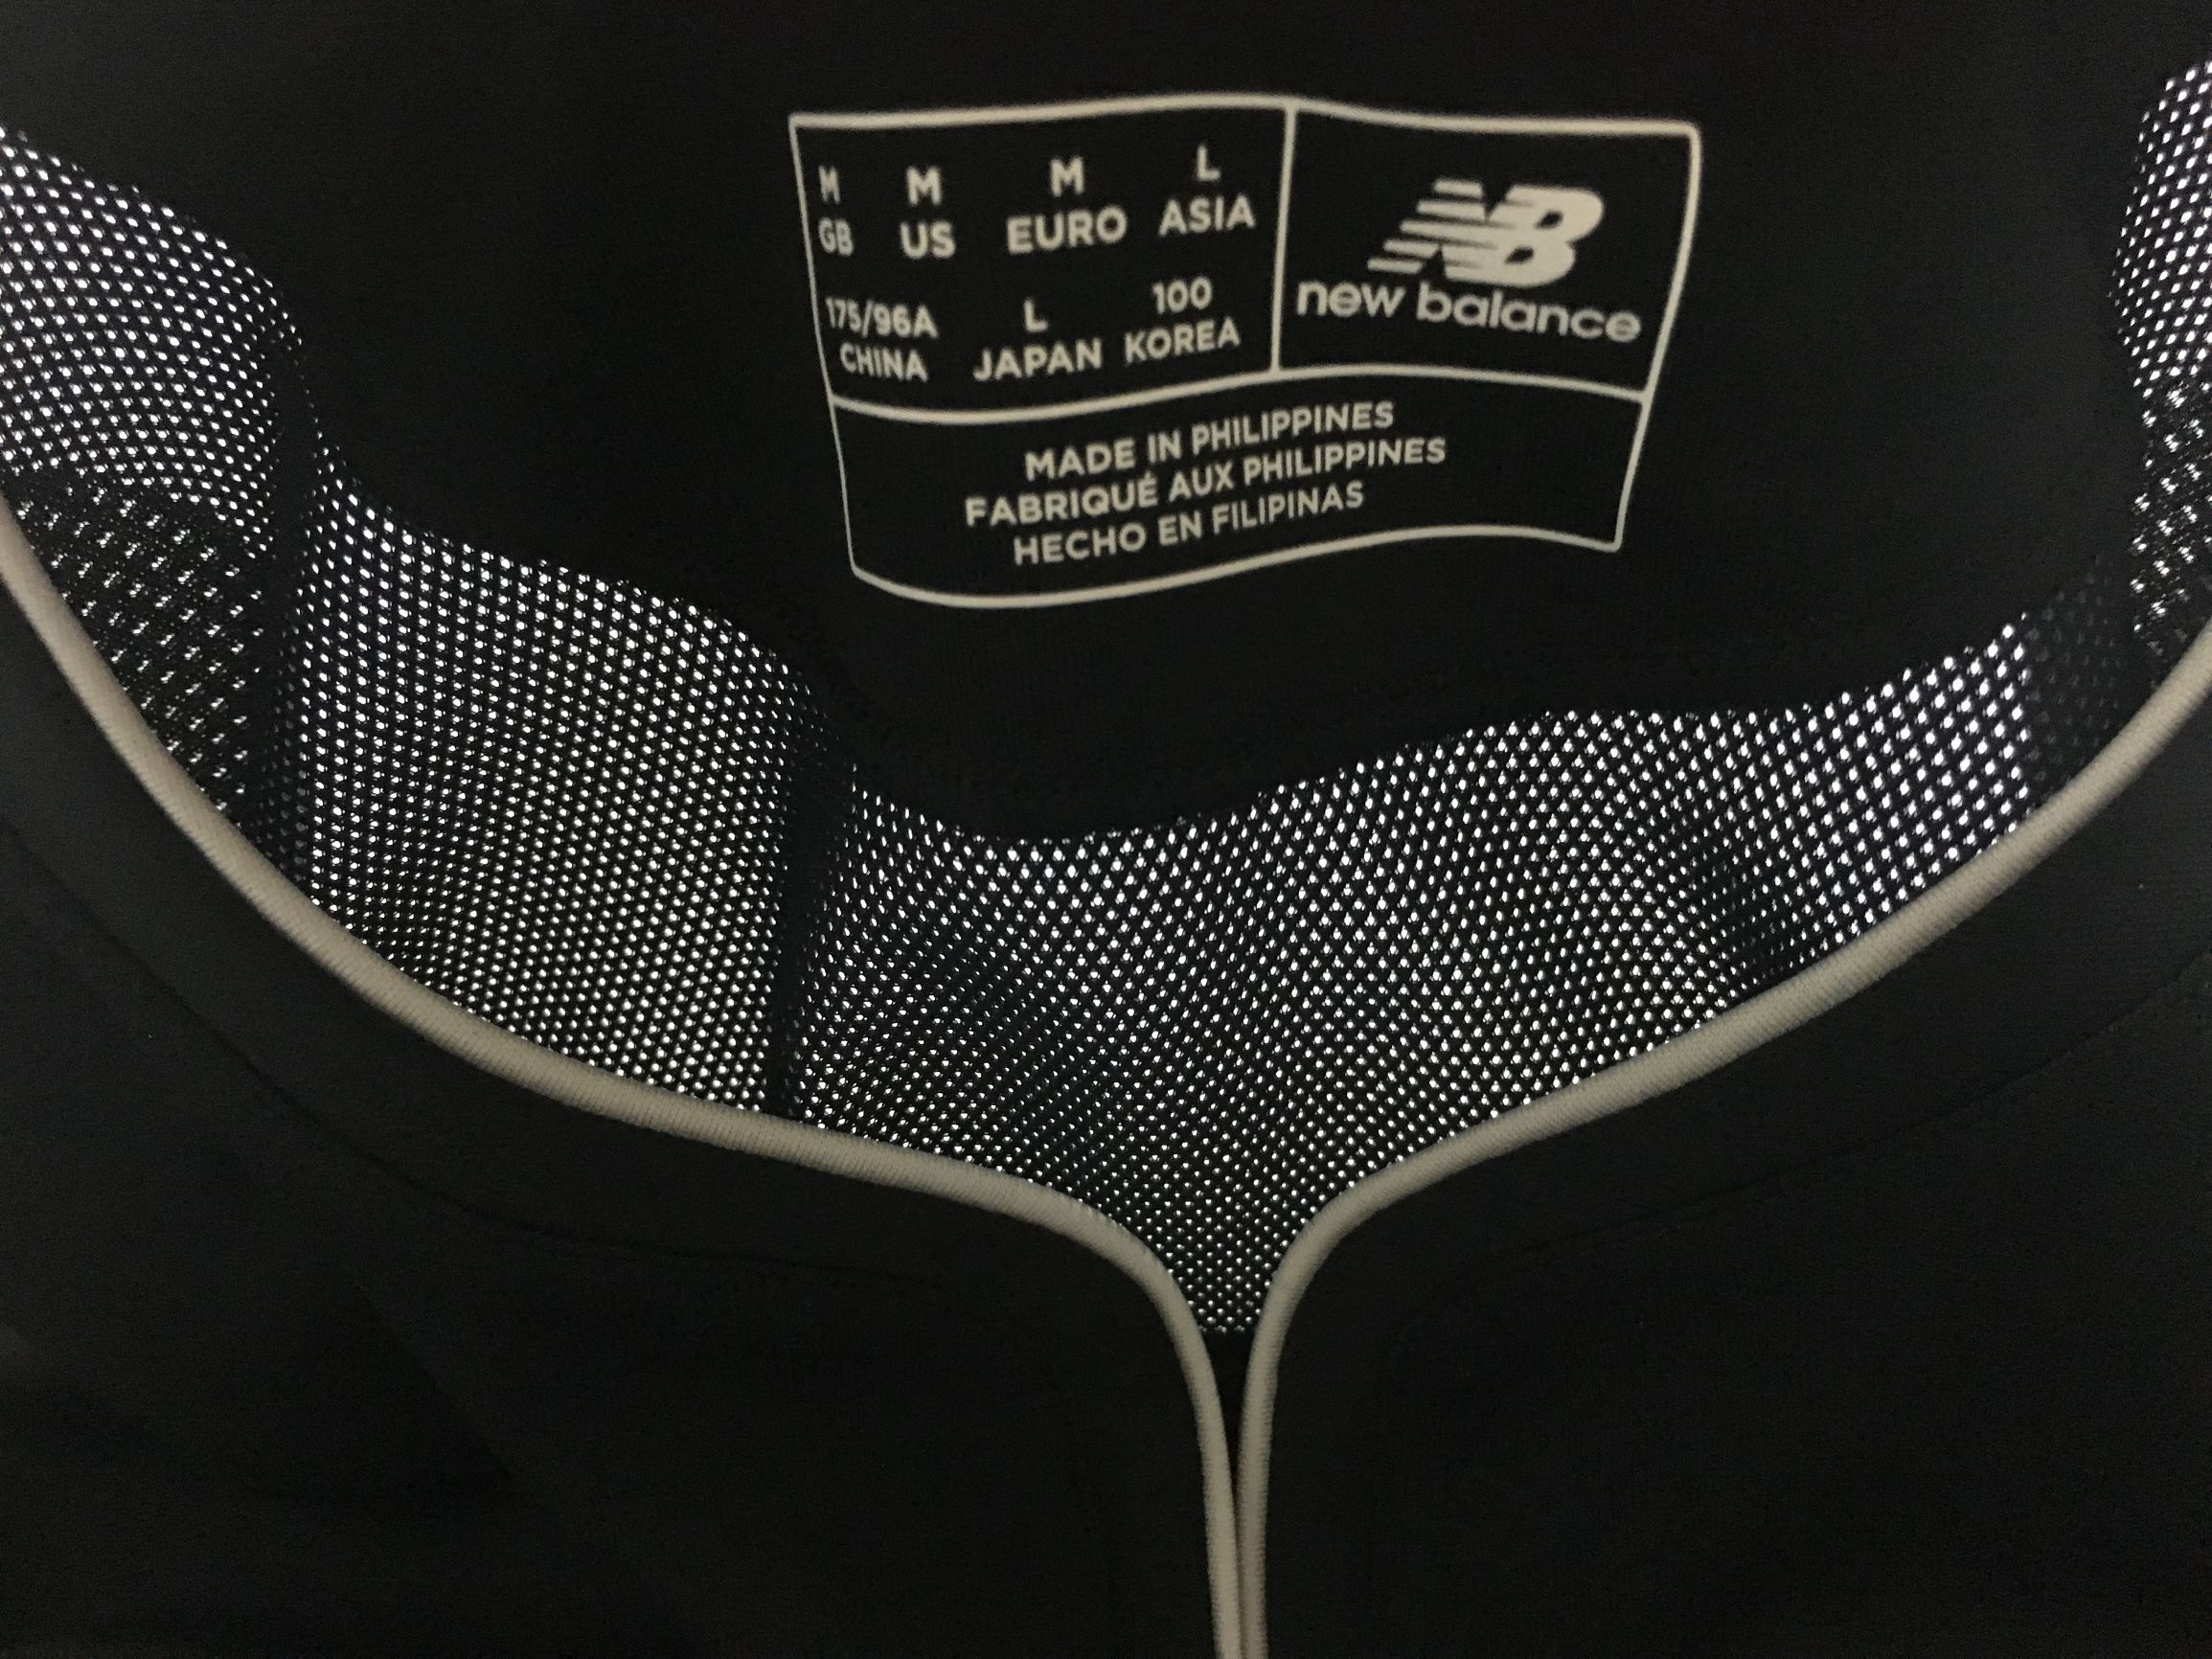 M M M L
GB US EURO ASIA
175/96A L 100
CHINA JAPAN KOREA
NB
new balance
MADE IN PHILIPPINES
FABRIQUÉ AUX PHILIPPINES
HECHO EN FILIPINAS